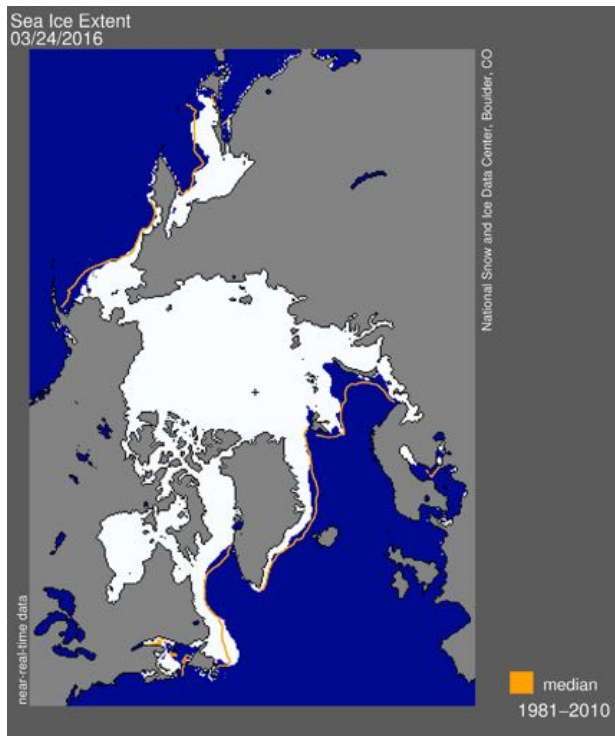 Sea Ice Extent
03/24/2016
National Snow and Ice Data Center, Boulder, CO
near-real-time data
median
1981–2010